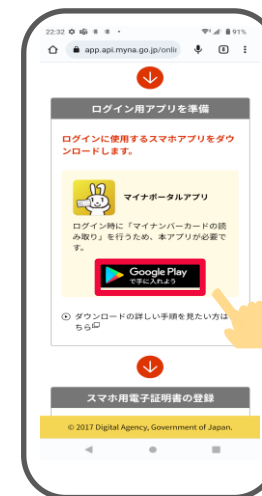 22:32
91%
app.api.myna.go.jp/onlin
6
ログイン用アプリを準備
ログインに使用するスマホアプリをダウ
ンロードします。
マイナポータルアプリ
ログイン時に「マイナンバーカードの読
み取り」を行うため、本アプリが必要で
す。
Google Play
で手に入れよう
ダウンロードの詳しい手順を見たい方は
ちら
スマホ用電子証明書の登録
© 2017 Digital Agency, Government of Japan.